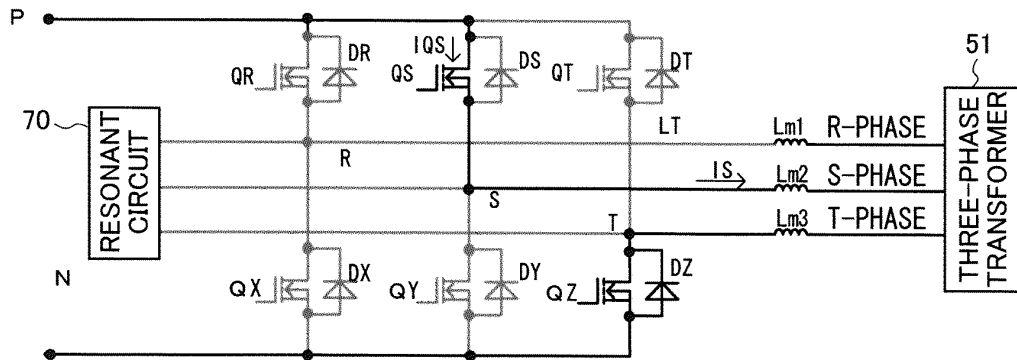 P
DR
IQS
DS
DT
51
QR
QS
QT
70
RESONANT
CIRCUIT
LT
Lm1
R-PHASE
R
IS
Lm2
S-PHASE
S
T
Lm3
T-PHASE
THREE-PHASE
TRANSFORMER
N
DX
DY
DZ
QX
QY
QZ